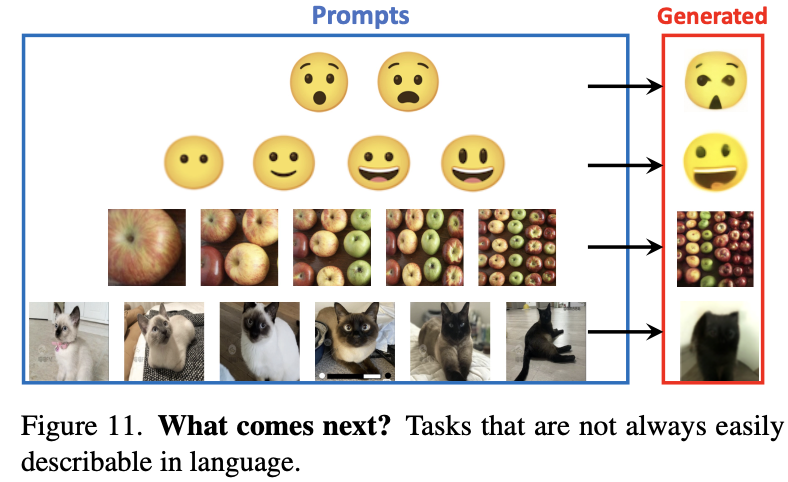 Prompts
Generated
Figure 11. What comes next? Tasks that are not always easily
describable in language.